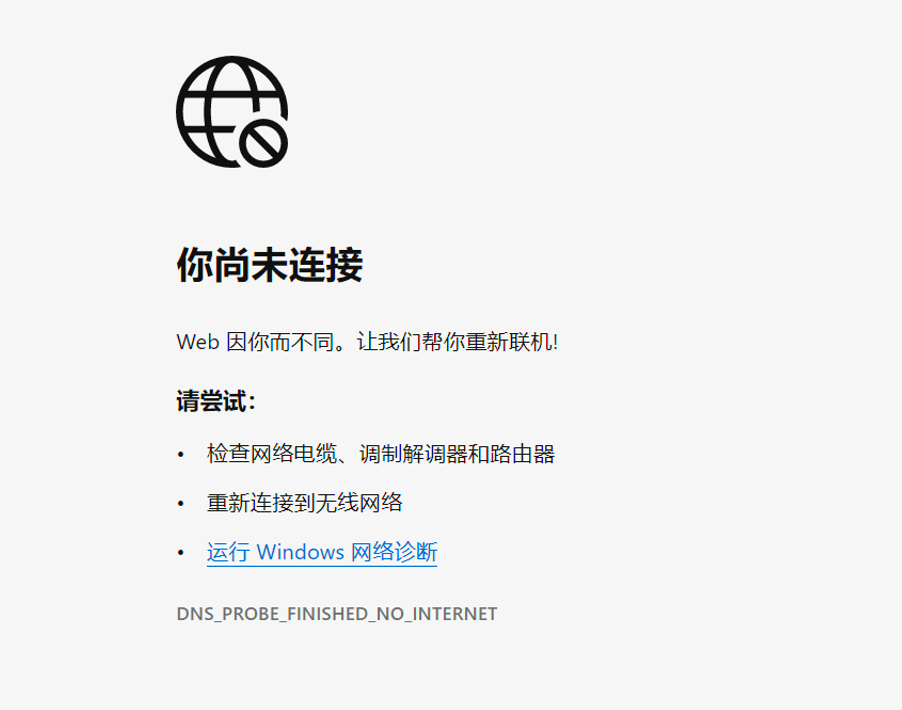 你尚未连接
Web 因你而不同。让我们帮你重新联机!
请尝试:
• 检查网络电缆、调制解调器和路由器
• 重新连接到无线网络
• 运行 Windows 网络诊断
DNS_PROBE_FINISHED_NO_INTERNET